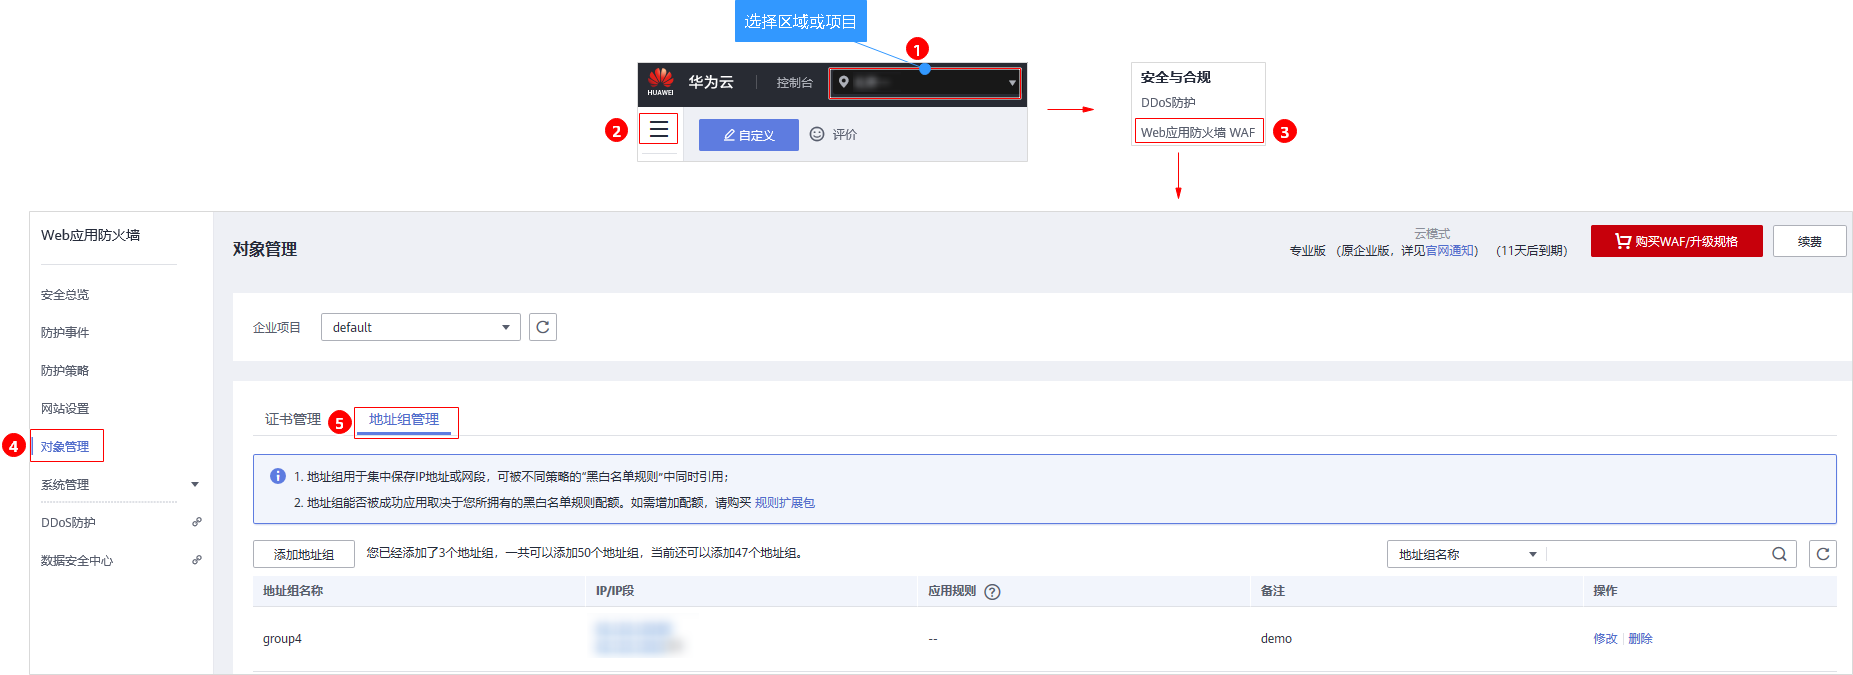 选择区域或项目
1
HUAWEI
华为云
控制台
2
自定义
评价
安全与合规
DDoS防护
Web应用防火墙 WAF
3
Web应用防火墙
安全总览
防护事件
防护策略
网站设置
4
对象管理
系统管理
DDoS防护
数据安全中心
对象管理
云模式
专业版 （原企业版，详见官网通知） （11天后到期）
购买WAF/升级规格
续费
企业项目
default
证书管理
5
地址组管理
1. 地址组用于集中保存IP地址或网段，可被不同策略的“黑白名单规则”中同时引用；
2. 地址组能否被成功应用取决于您所拥有的黑白名单规则配额。如需增加配额，请购买 规则扩展包
添加地址组
您已经添加了3个地址组，一共可以添加50个地址组，当前还可以添加47个地址组。
地址组名称
地址组名称 IP/IP段 应用规则 ? 备注 操作
group4 -- demo 修改 删除